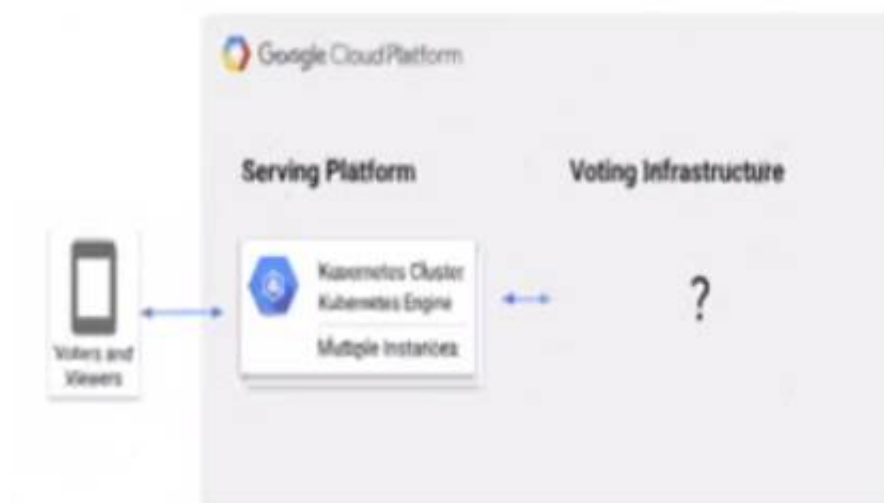 Google Cloud Platform
Serving Platform
Voting Infrastructure
Kubernetes Cluster
Kubernetes Engine
Multiple Instances
?
Voters and
Viewers